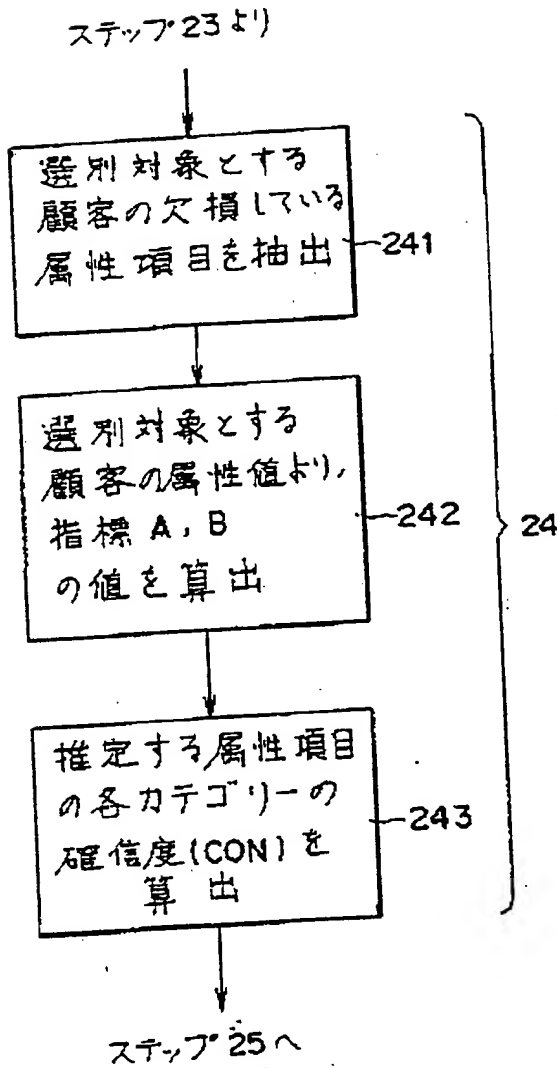 ステップ23より
選別対象とする
顧客の欠損している
属性項目を抽出
241
選別対象とする
顧客の属性値より,
指標A,B
の値を算出
242
24
推定する属性項目
の各カテゴリーの
確信度(CON)を
算出
243
ステップ25へ